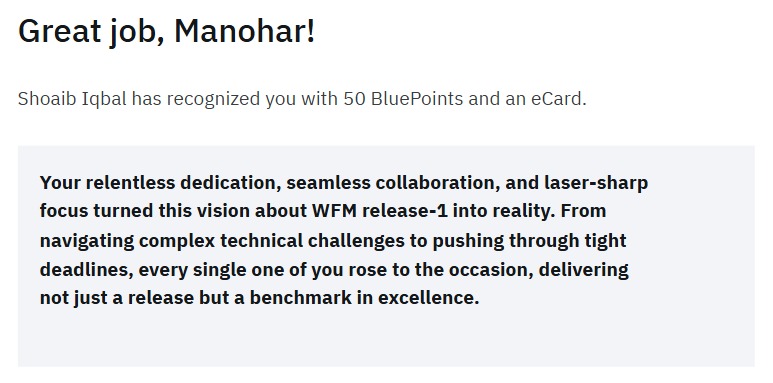 Great job, Manohar!
Shoaib Iqbal has recognized you with 50 BluePoints and an eCard.
Your relentless dedication, seamless collaboration, and laser-sharp
focus turned this vision about WFM release-1 into reality. From
navigating complex technical challenges to pushing through tight
deadlines, every single one of you rose to the occasion, delivering
not just a release but a benchmark in excellence.